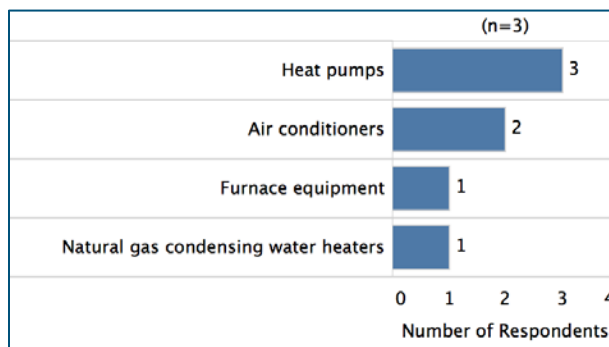 (n=3)
Heat pumps 3
Air conditioners 2
Furnace equipment 1
Natural gas condensing water heaters 1
0 1 2 3 4
Number of Respondents